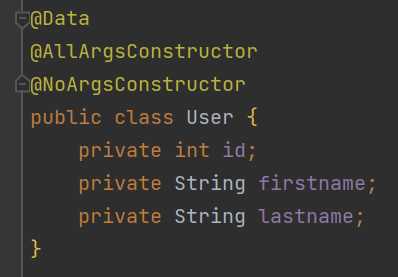 @Data
@AllArgsConstructor
@NoArgsConstructor
public class User {
    private int id;
    private String firstname;
    private String lastname;
}